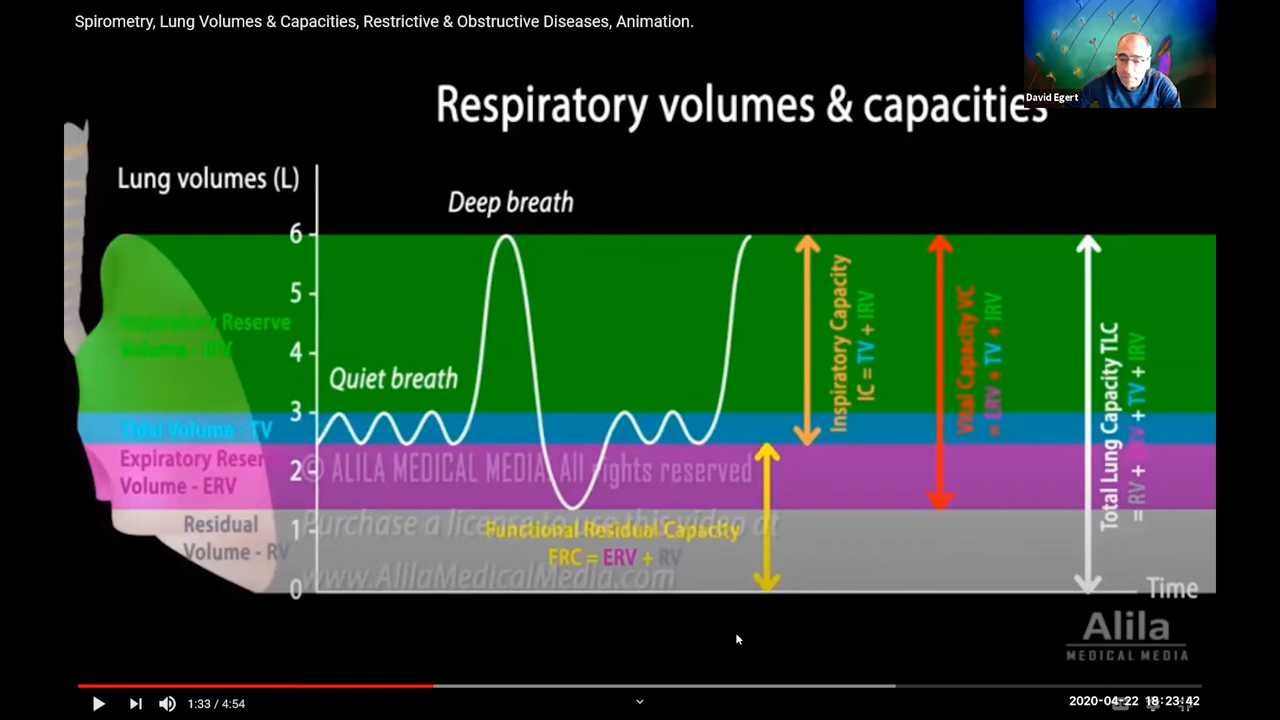 Spirometry, Lung Volumes & Capacities, Restrictive & Obstructive Diseases, Animation.
David Egert
Respiratory volumes & capacities
Lung volumes (L)
Deep breath
Quiet breath
6
5
4
3
2
1
0
Inspiratory Reserve
Volume - IRV
Tidal Volume - TV
Expiratory Reserve
Volume - ERV
Residual
Volume - RV
© ALILA MEDICAL MEDIA. All rights reserved
Purchase a licence to use this video at
www.AlilaMedicalMedia.com
Functional Residual Capacity
FRC = ERV + RV
Inspiratory Capacity
IC = TV + IRV
Vital Capacity VC
= ERV + TV + IRV
Total Lung Capacity TLC
= RV + ERV + TV + IRV
Time
Alila
MEDICAL MEDIA
1:33 / 4:54
2020-04-22 18:23:42